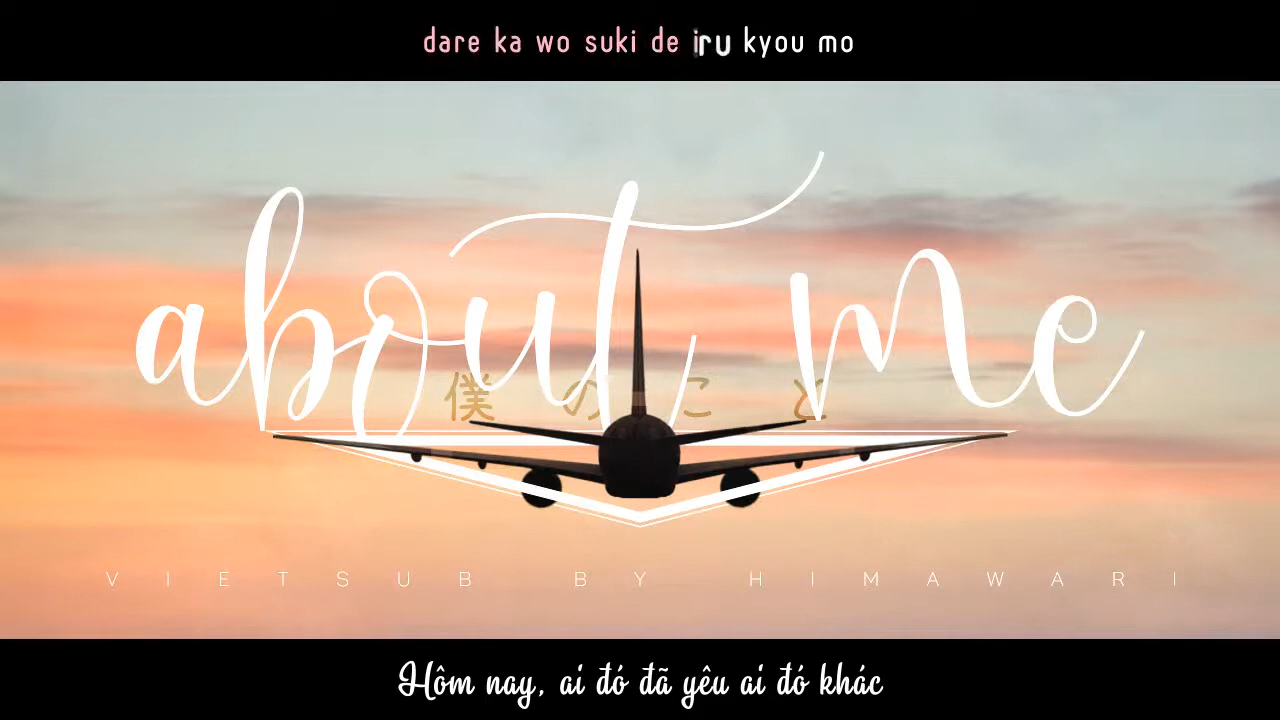 dare ka wo suki de iru kyou mo
about me
僕のこと
VIETSUB BY HIMAWARI
Hôm nay, ai đó đã yêu ai đó khác